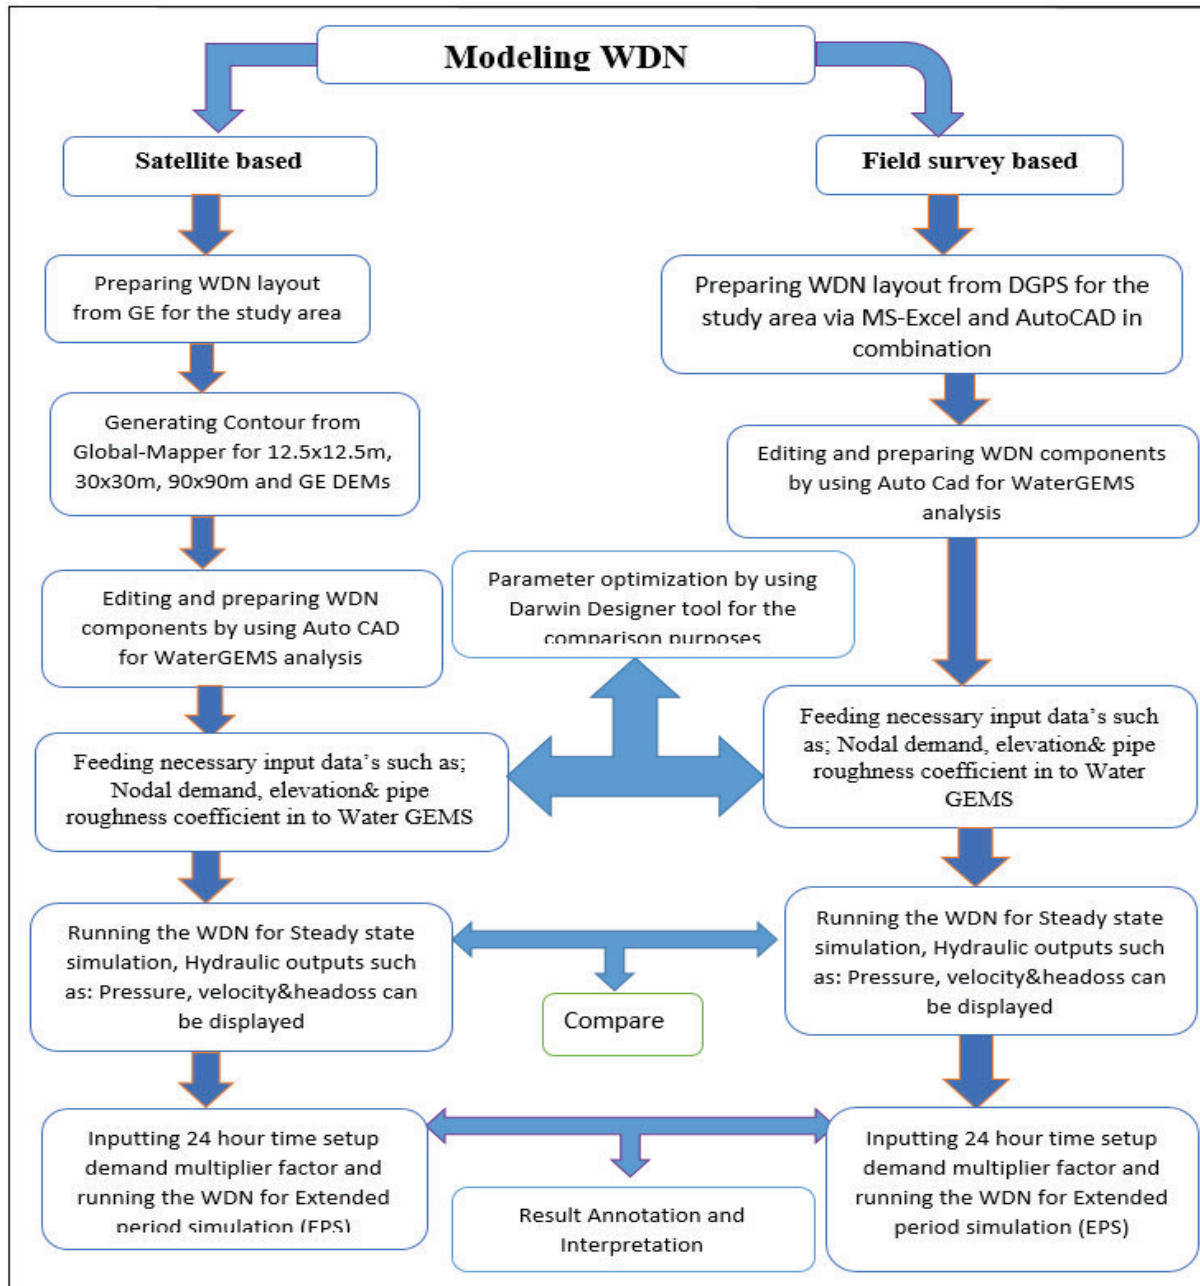 Modeling WDN
Satellite based
Field survey based
Preparing WDN layout
from GE for the study area
Preparing WDN layout from DGPS for the
study area via MS-Excel and AutoCAD in
combination
Generating Contour from
Global-Mapper for 12.5x12.5m,
30x30m, 90x90m and GE DEMs
Editing and preparing WDN components
by using Auto Cad for WaterGEMS
analysis
Editing and preparing WDN
components by using Auto CAD
for WaterGEMS analysis
Parameter optimization by using
Darwin Designer tool for the
comparison purposes
Feeding necessary input data's such as;
Nodal demand, elevation& pipe
roughness coefficient in to Water GEMS
Feeding necessary input data’s such
as; Nodal demand, elevation& pipe
roughness coefficient in to Water
GEMS
Running the WDN for Steady state
simulation, Hydraulic outputs such
as: Pressure, velocity&headoss can
be displayed
Running the WDN for Steady state
simulation, Hydraulic outputs such
as: Pressure, velocity&headoss can
be displayed
Compare
Inputting 24 hour time setup
demand multiplier factor and
running the WDN for Extended
period simulation (EPS)
Inputting 24 hour time setup
demand multiplier factor and
running the WDN for Extended
period simulation (EPS)
Result Annotation and
Interpretation